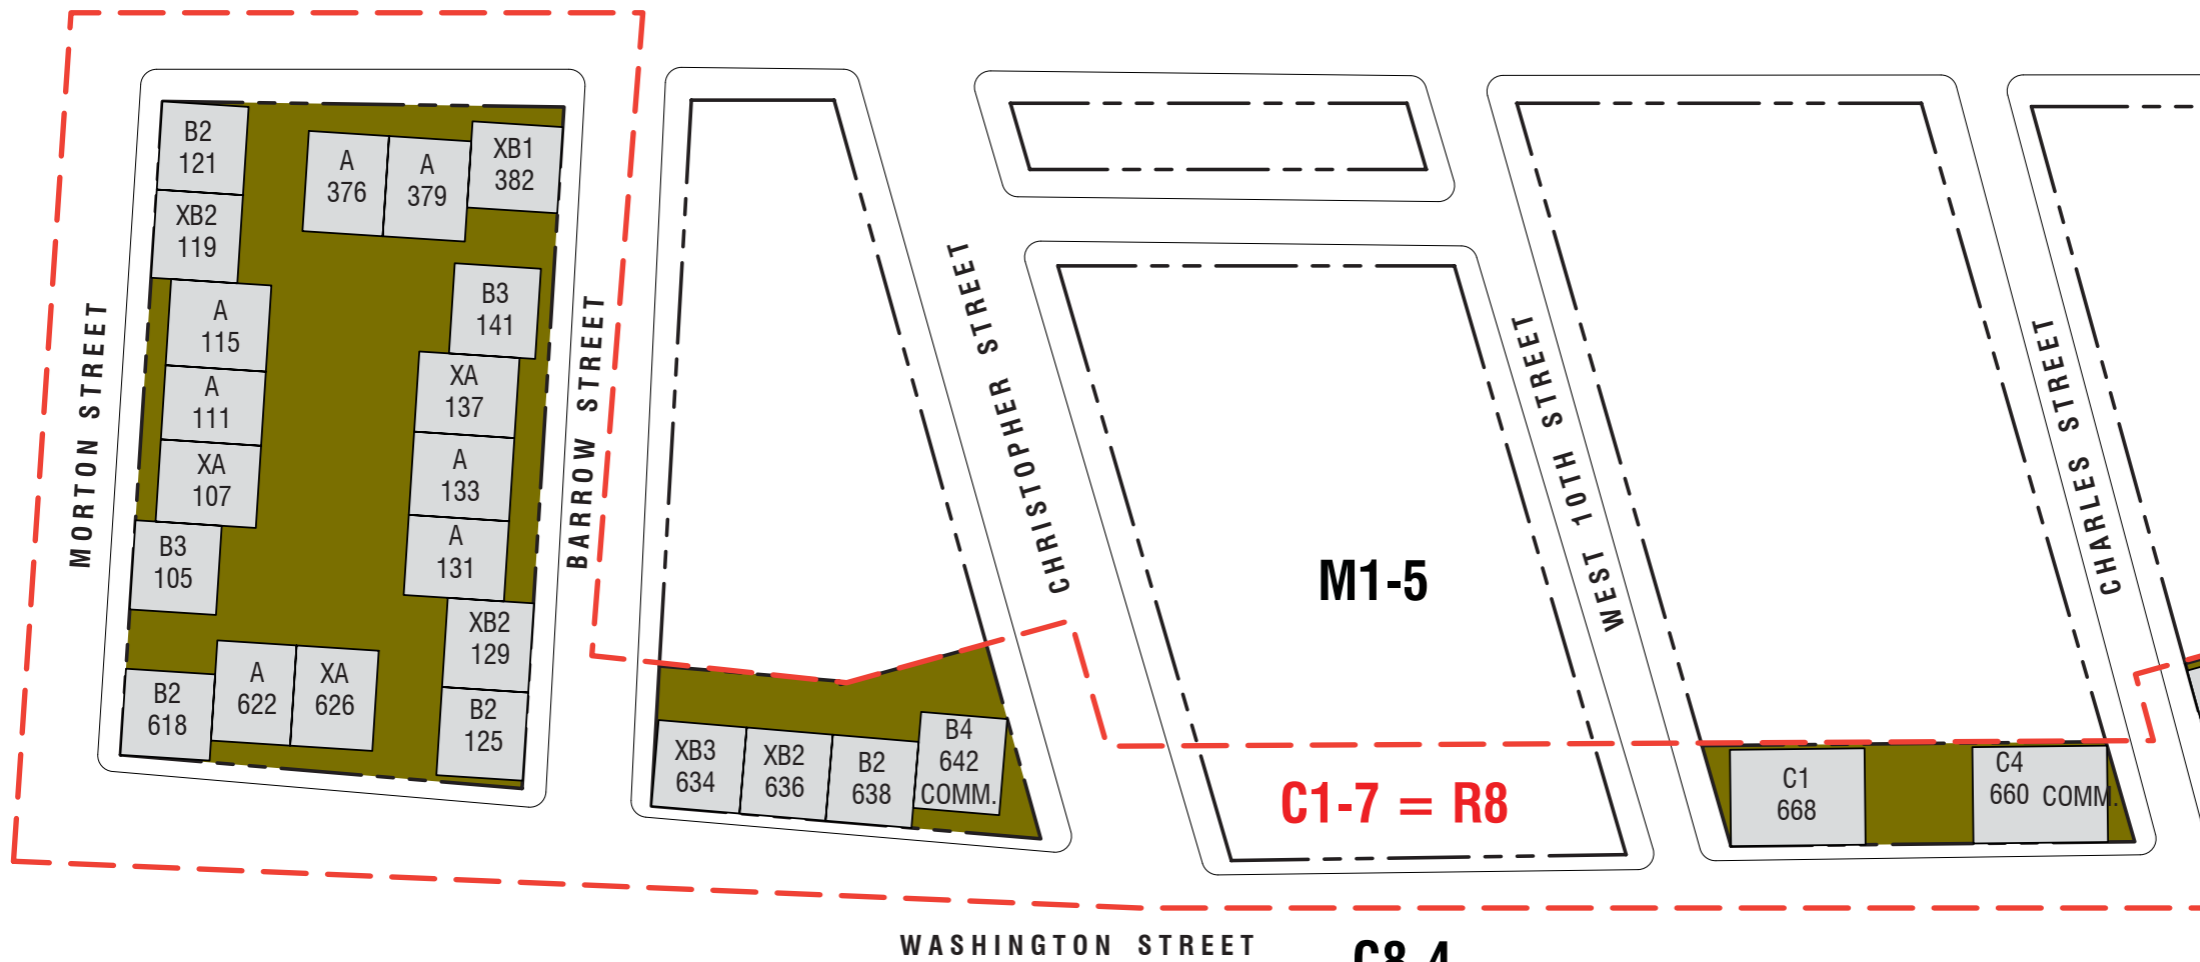 B2
121
XB2
119
A
115
A
111
XA
107
B3
105
B2
618
A
622
XA
626
A
376
A
379
XB1
382
B3
141
XA
137
A
133
A
131
XB2
129
B2
125
MORTON STREET
BARROW STREET
XB3
634
XB2
636
B2
638
B4
642
COMM.
CHRISTOPHER STREET
M1-5
C1-7 = R8
WEST 10TH STREET
C1
668
C4
660 COMM.
CHARLES STREET
WASHINGTON STREET
C8-4